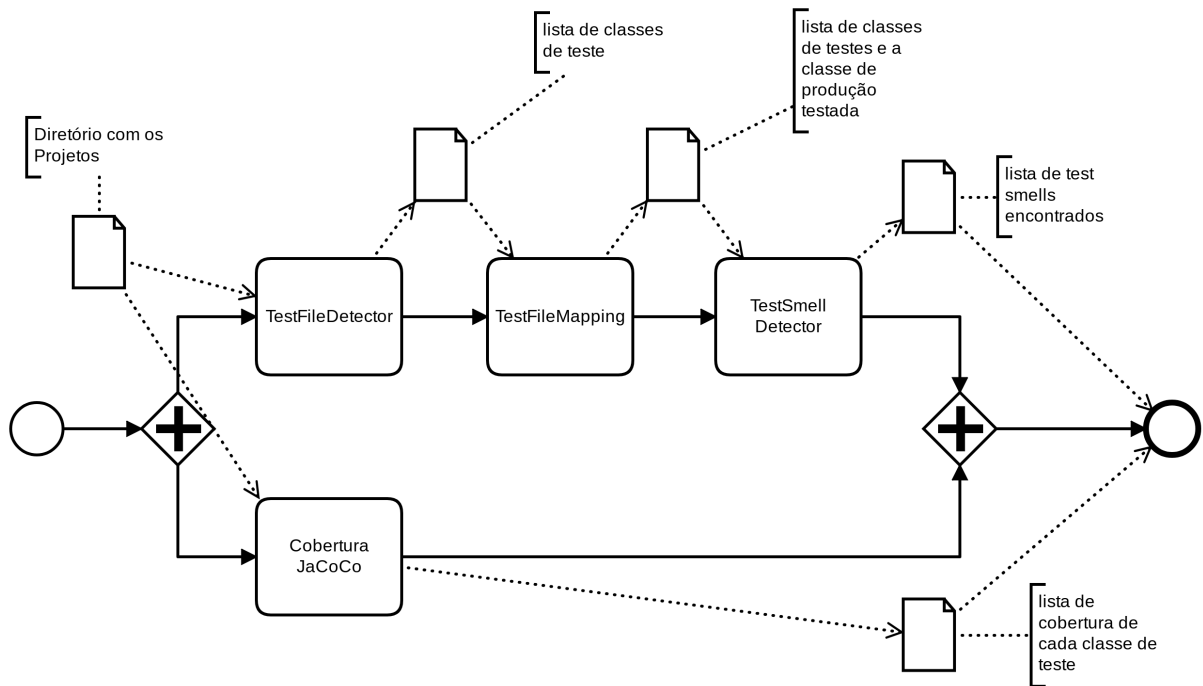 lista de classes
de teste
lista de classes
de testes e a
classe de
produção
testada
Diretório com os
Projetos
lista de test
smells
encontrados
TestFileDetector
TestFileMapping
TestSmell
Detector
Cobertura
JaCoCo
lista de
cobertura de
cada classe de
teste